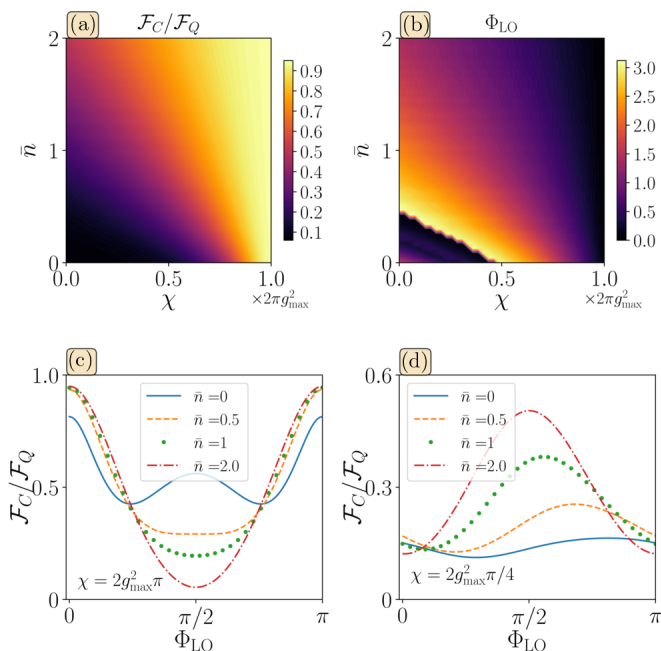 (a) 𝓕_C/𝓕_Q
2
1
0
n̄
0.0 0.5 1.0
χ ×2πg²_max
0.9
0.8
0.7
0.6
0.5
0.4
0.3
0.2
0.1
(b) Φ_LO
2
1
0
n̄
0.0 0.5 1.0
χ ×2πg²_max
3.0
2.5
2.0
1.5
1.0
0.5
0.0
(c)
1.0
0.5
0
𝓕_C/𝓕_Q
n̄ =0
n̄ =0.5
n̄ =1
n̄ =2.0
χ = 2g²_maxπ
0 π/2 π
Φ_LO
(d)
0.6
0.3
0
𝓕_C/𝓕_Q
n̄ =0
n̄ =0.5
n̄ =1
n̄ =2.0
χ = 2g²_maxπ/4
0 π/2 π
Φ_LO